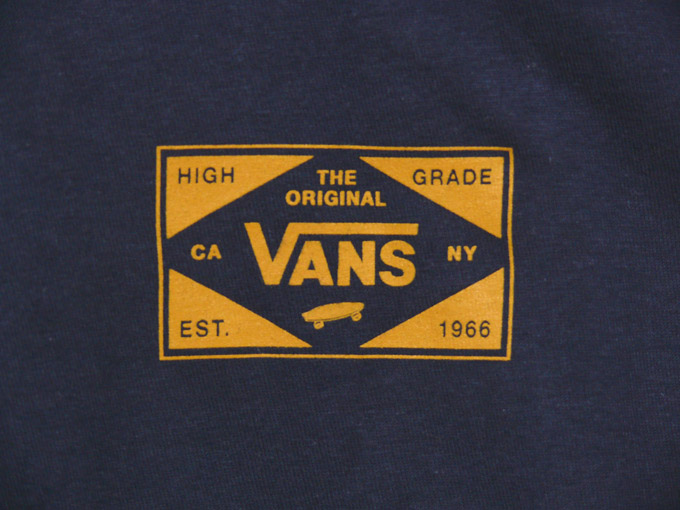 HIGH GRADE
THE
ORIGINAL
CA VANS NY
EST. 1966